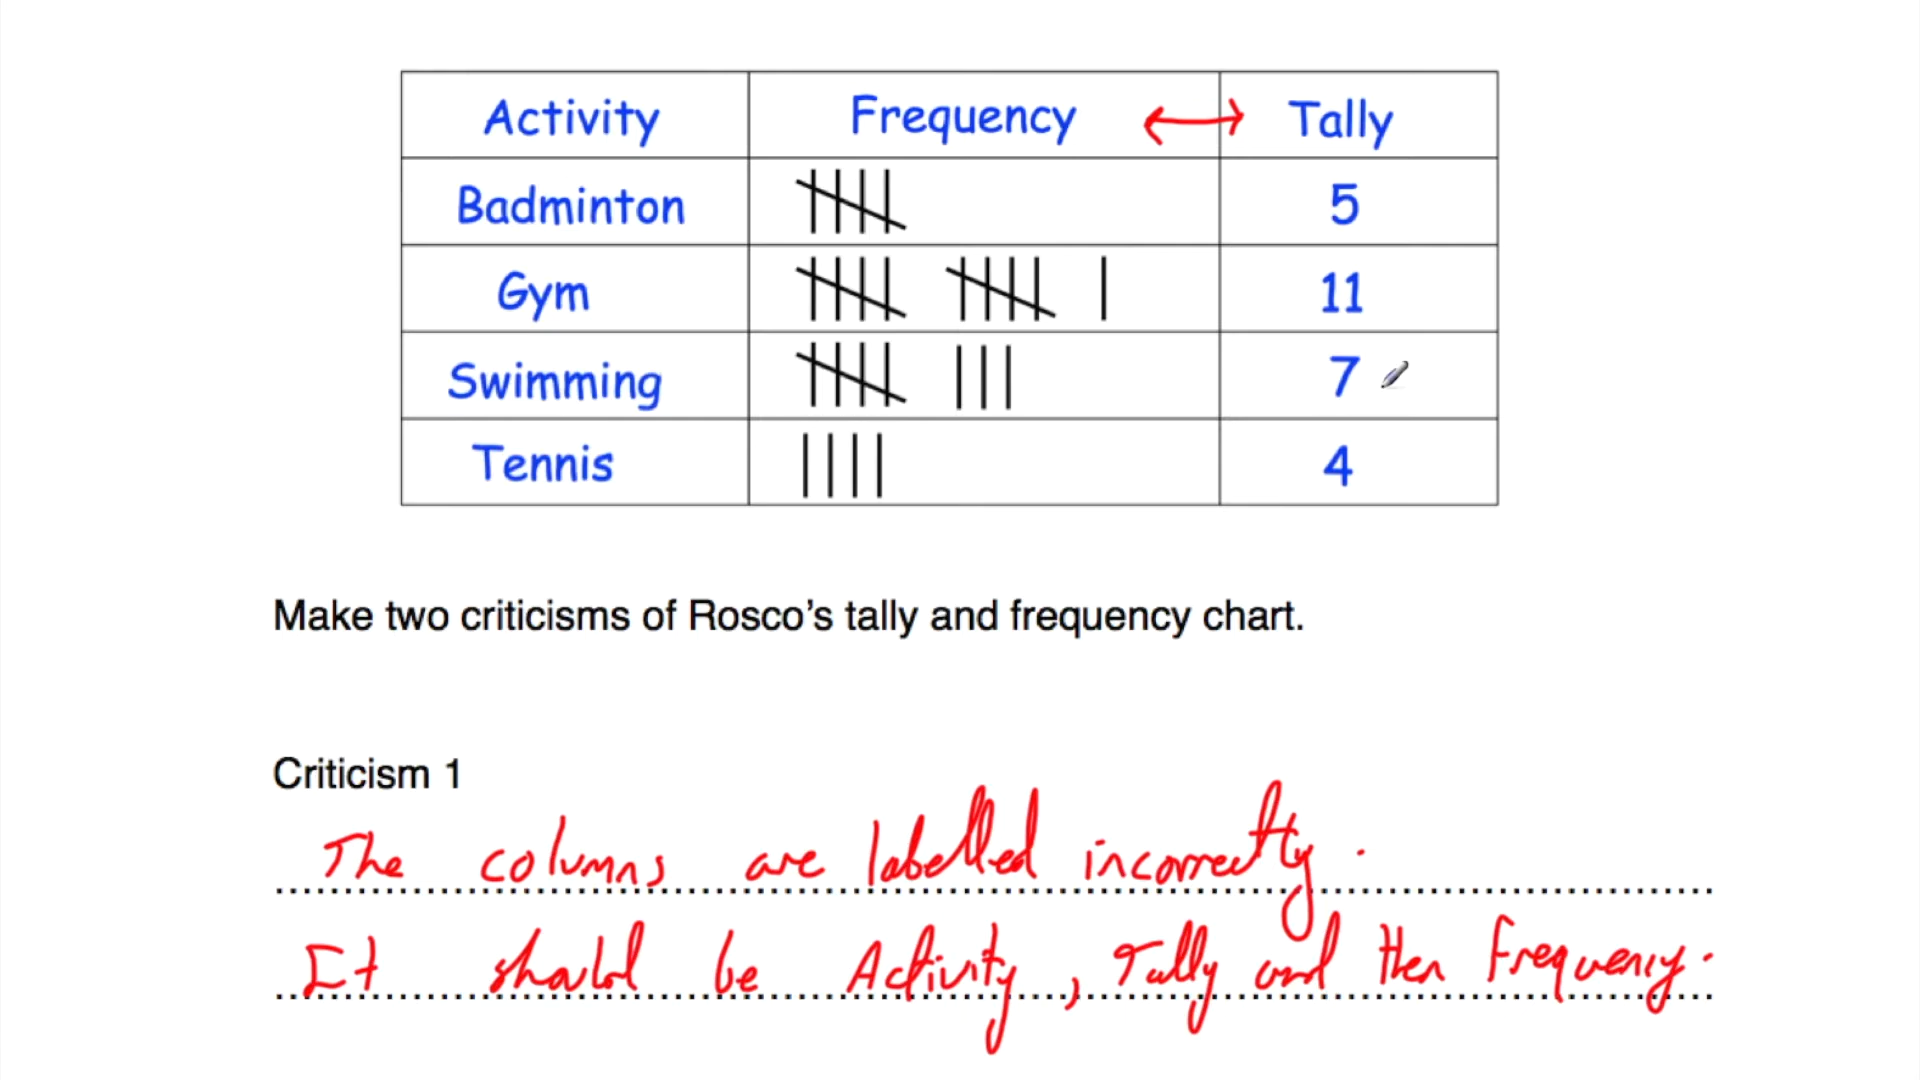 Activity Frequency Tally
Badminton 5
Gym 11
Swimming 7
Tennis 4
Make two criticisms of Rosco's tally and frequency chart.
Criticism 1
The columns are labelled incorrectly.
It should be Activity, Tally and then Frequency.